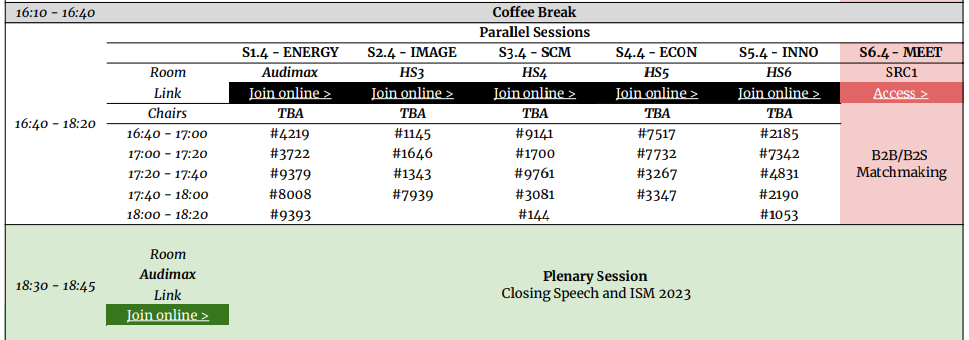 16:10 - 16:40 Coffee Break
Parallel Sessions
S1.4 - ENERGY S2.4 - IMAGE S3.4 - SCM S4.4 - ECON S5.4 - INNO S6.4 - MEET
Room Audimax HS3 HS4 HS5 HS6 SRC1
Link Join online > Join online > Join online > Join online > Join online > Access >
16:40 - 18:20 Chairs TBA TBA TBA TBA TBA
16:40 - 17:00 #4219 #1145 #9141 #7517 #2185
17:00 - 17:20 #3722 #1646 #1700 #7732 #7342 B2B/B2S
17:20 - 17:40 #9379 #1343 #9761 #3267 #4831 Matchmaking
17:40 - 18:00 #8008 #7939 #3081 #3347 #2190
18:00 - 18:20 #9393 #144 #1053
Room
Audimax Plenary Session
18:30 - 18:45 Link Closing Speech and ISM 2023
Join online >